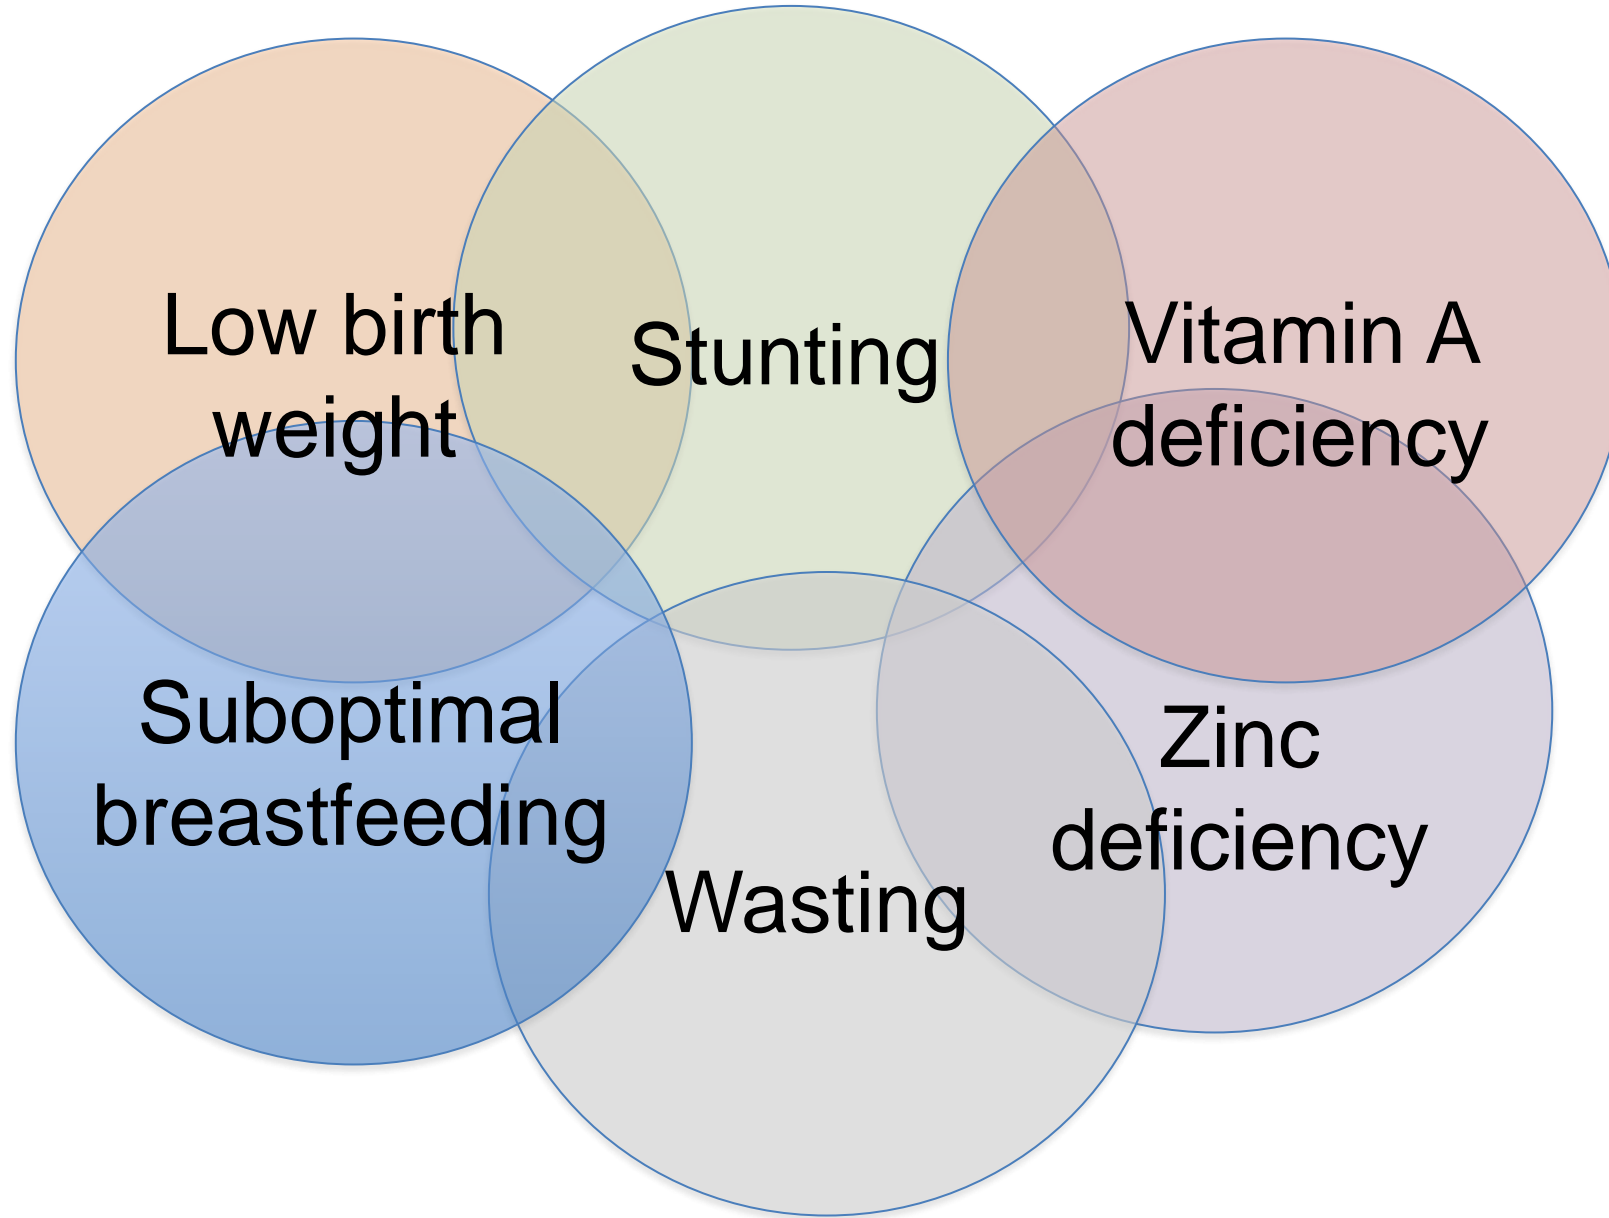 Low birth
weight
Stunting
Vitamin A
deficiency
Suboptimal
breastfeeding
Zinc
deficiency
Wasting